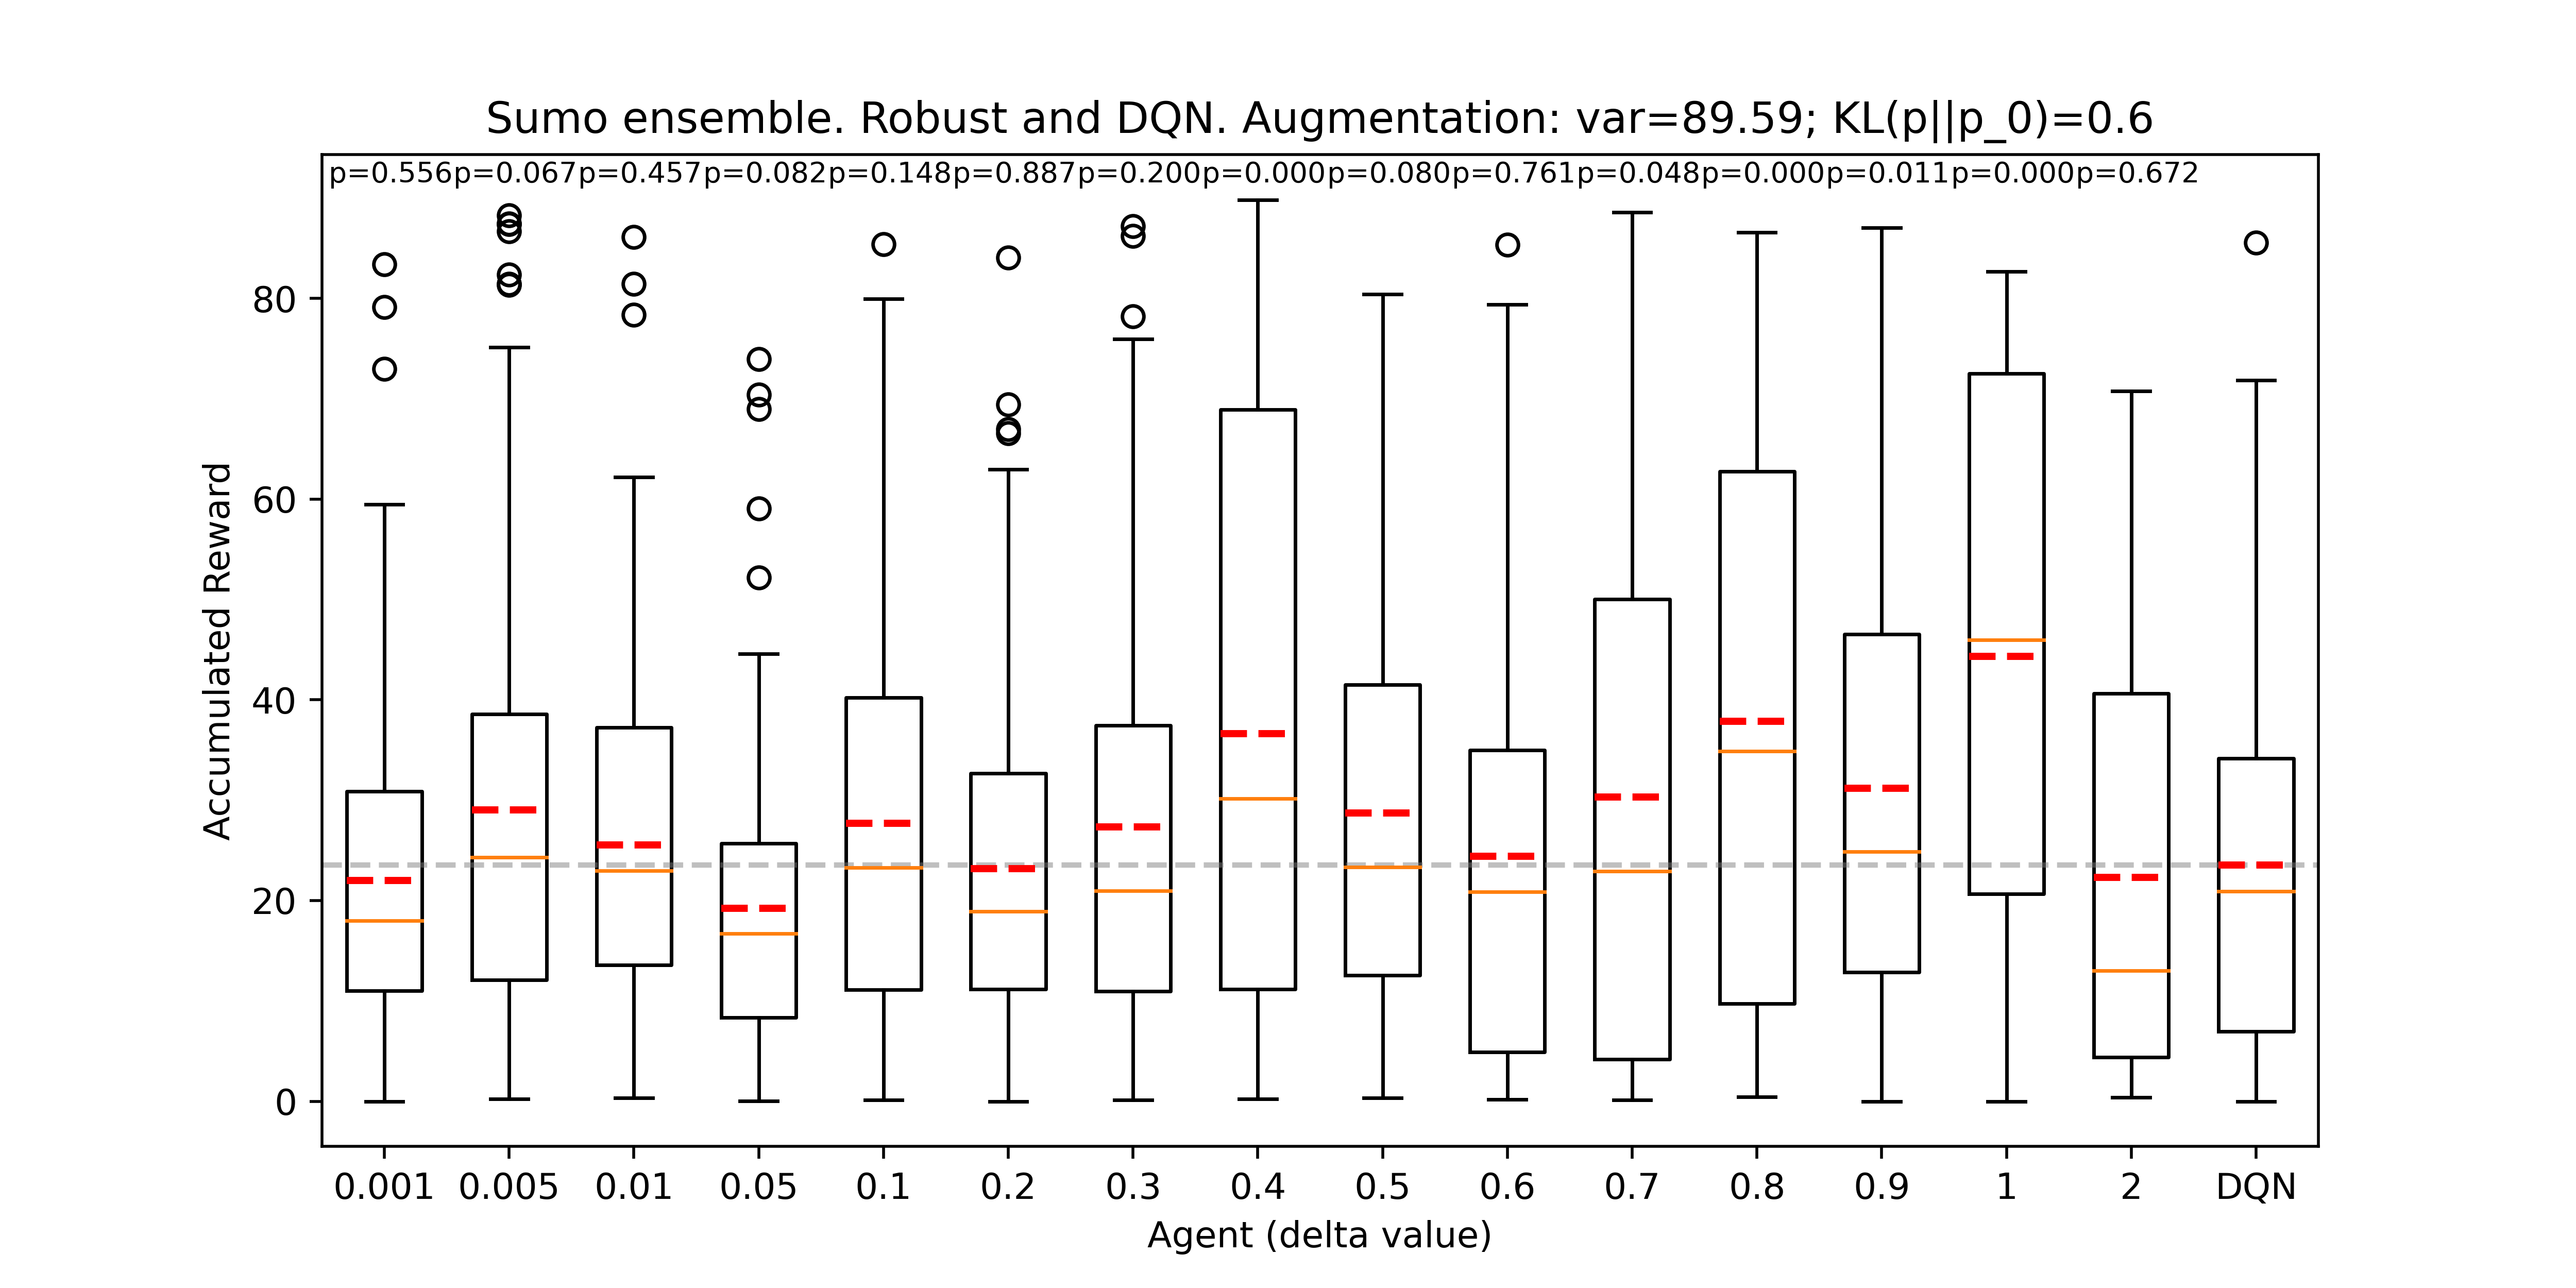 Sumo ensemble. Robust and DQN. Augmentation: var=89.59; KL(p||p_0)=0.6
p=0.556p=0.067p=0.457p=0.082p=0.148p=0.887p=0.200p=0.000p=0.080p=0.761p=0.048p=0.000p=0.011p=0.000p=0.672
80
60
40
20
0
Accumulated Reward
0.001 0.005 0.01 0.05 0.1 0.2 0.3 0.4 0.5 0.6 0.7 0.8 0.9 1 2 DQN
Agent (delta value)